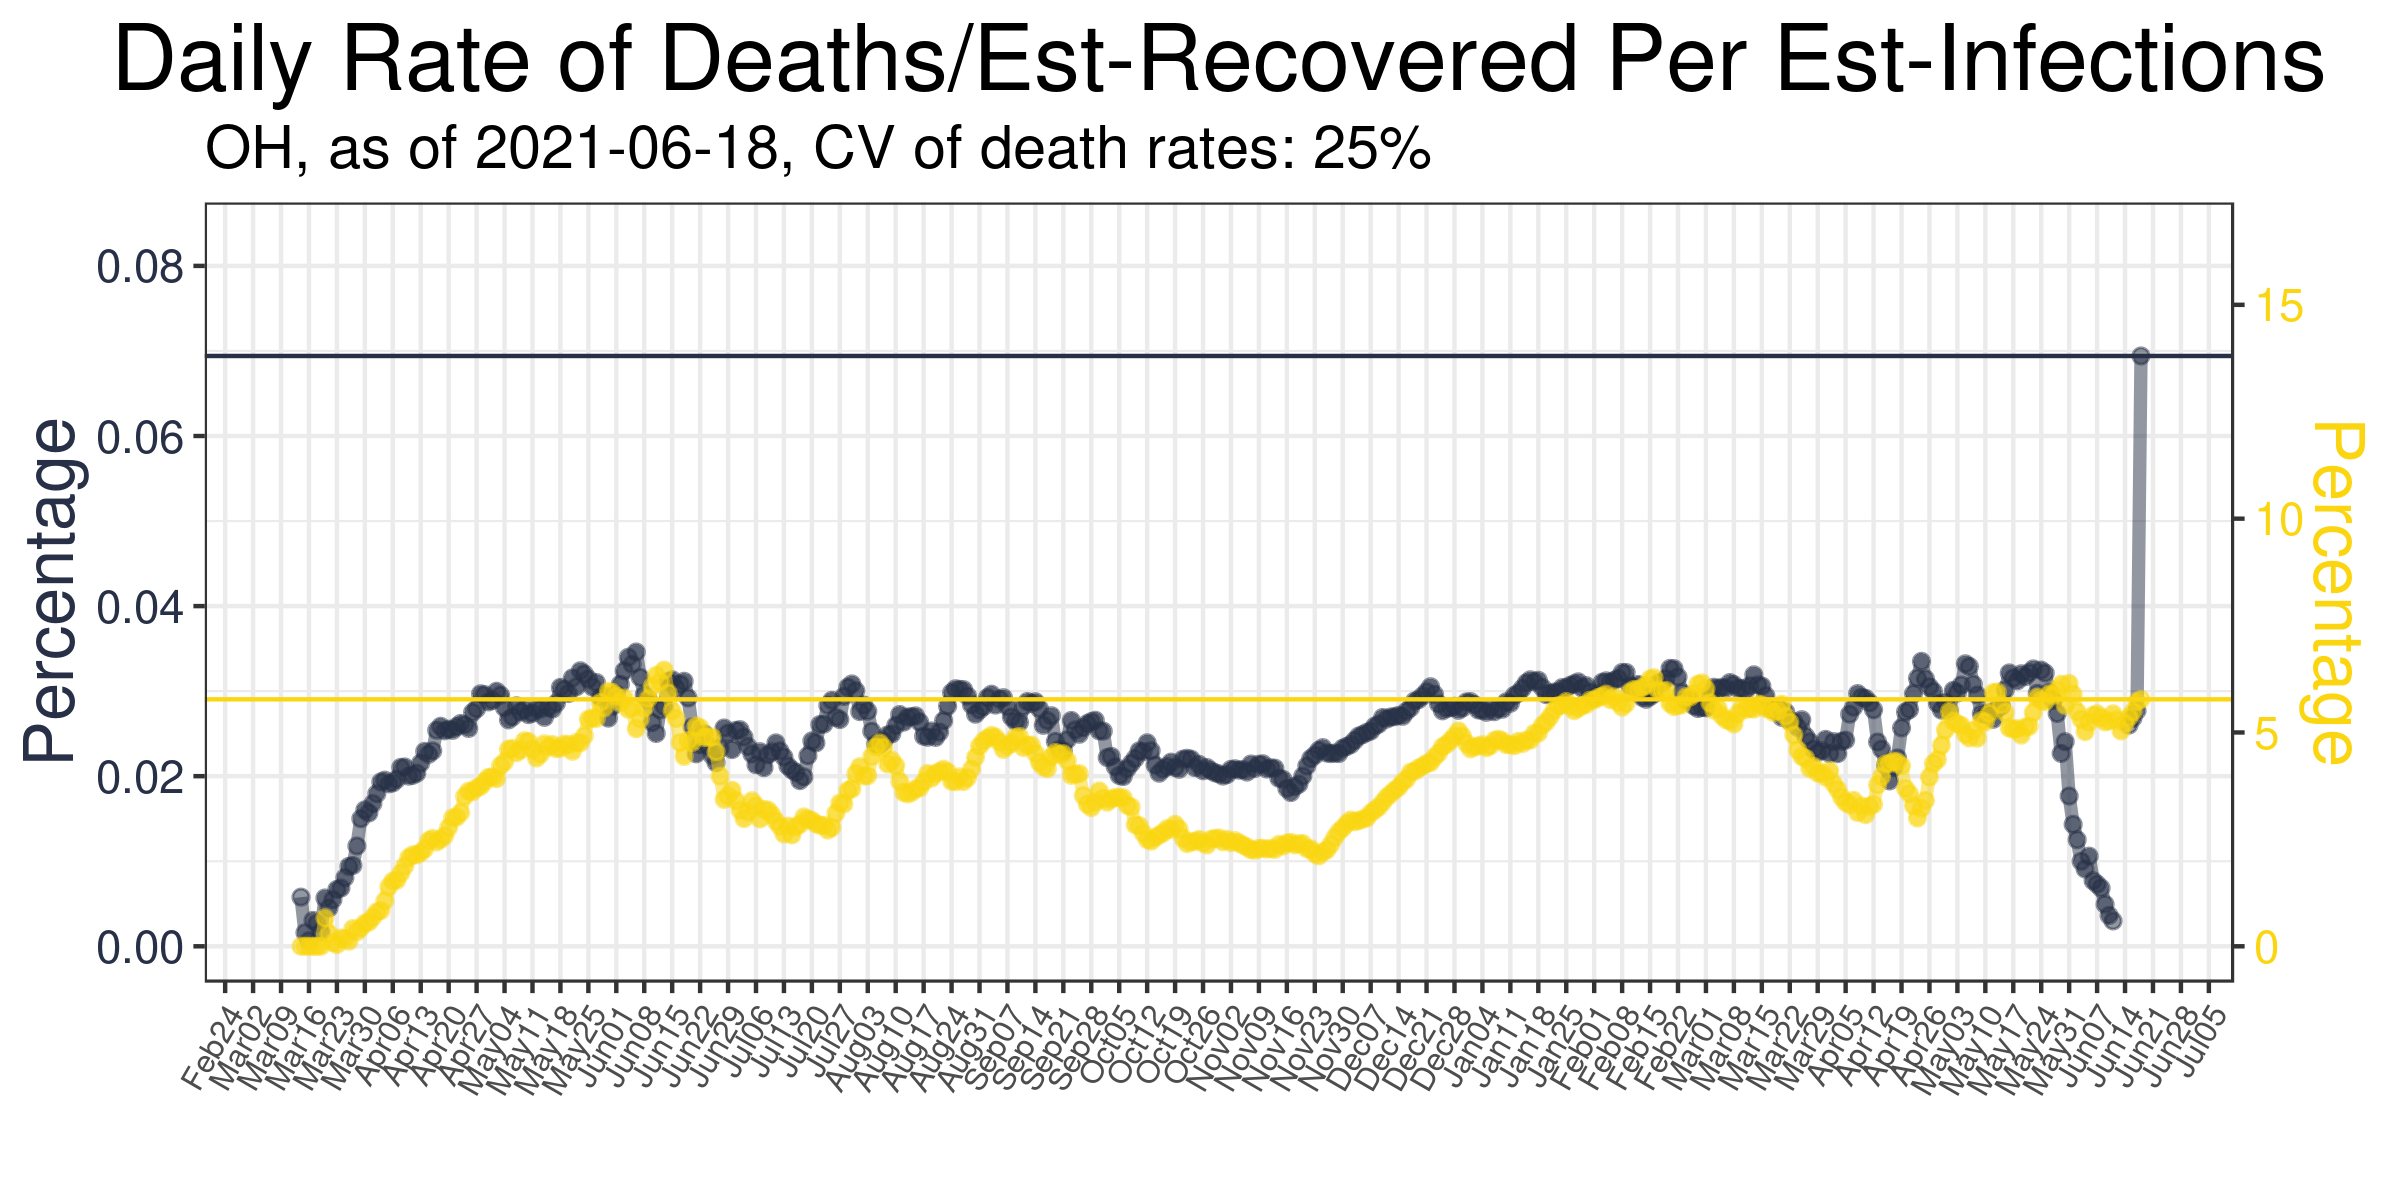 Daily Rate of Deaths/Est-Recovered Per Est-Infections
OH, as of 2021-06-18, CV of death rates: 25%
Percentage
0.08
0.06
0.04
0.02
0.00
15
10
5
0
Percentage
Feb24
Mar02
Mar09
Mar16
Mar23
Mar30
Apr06
Apr13
Apr20
Apr27
May04
May11
May18
May25
Jun01
Jun08
Jun15
Jun22
Jun29
Jul06
Jul13
Jul20
Jul27
Aug03
Aug10
Aug17
Aug24
Aug31
Sep07
Sep14
Sep21
Sep28
Oct05
Oct12
Oct19
Oct26
Nov02
Nov09
Nov16
Nov23
Nov30
Dec07
Dec14
Dec21
Dec28
Jan04
Jan11
Jan18
Jan25
Feb01
Feb08
Feb15
Feb22
Mar01
Mar08
Mar15
Mar22
Mar29
Apr05
Apr12
Apr19
Apr26
May03
May10
May17
May24
May31
Jun07
Jun14
Jun21
Jun28
Jul05